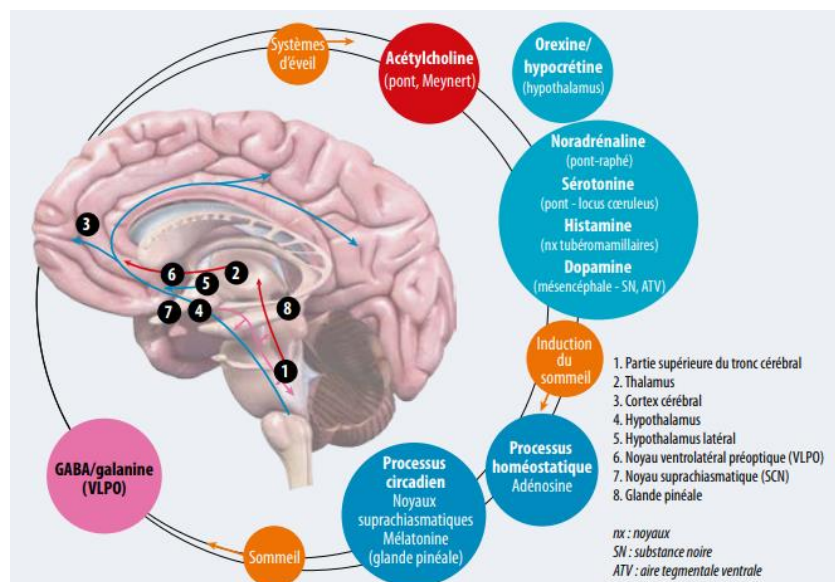 Systèmes
d'éveil
Acétylcholine
(pont, Meynert)
Orexine/
hypocrétine
(hypothalamus)
Noradrénaline
(pont-raphé)
Sérotonine
(pont - locus cœruleus)
Histamine
(nx tubéromamillaires)
Dopamine
(mésencéphale - SN, ATV)
3
6
2
5
7
4
8
1
Induction
du
sommeil
1. Partie supérieure du tronc cérébral
2. Thalamus
3. Cortex cérébral
4. Hypothalamus
5. Hypothalamus latéral
6. Noyau ventrolatéral préoptique (VLPO)
7. Noyau suprachiasmatique (SCN)
8. Glande pinéale
nx : noyaux
SN : substance noire
ATV : aire tegmentale ventrale
Processus
homéostatique
Adénosine
Processus
circadien
Noyaux
suprachiasmatiques
Mélatonine
(glande pinéale)
Sommeil
GABA/galanine
(VLPO)